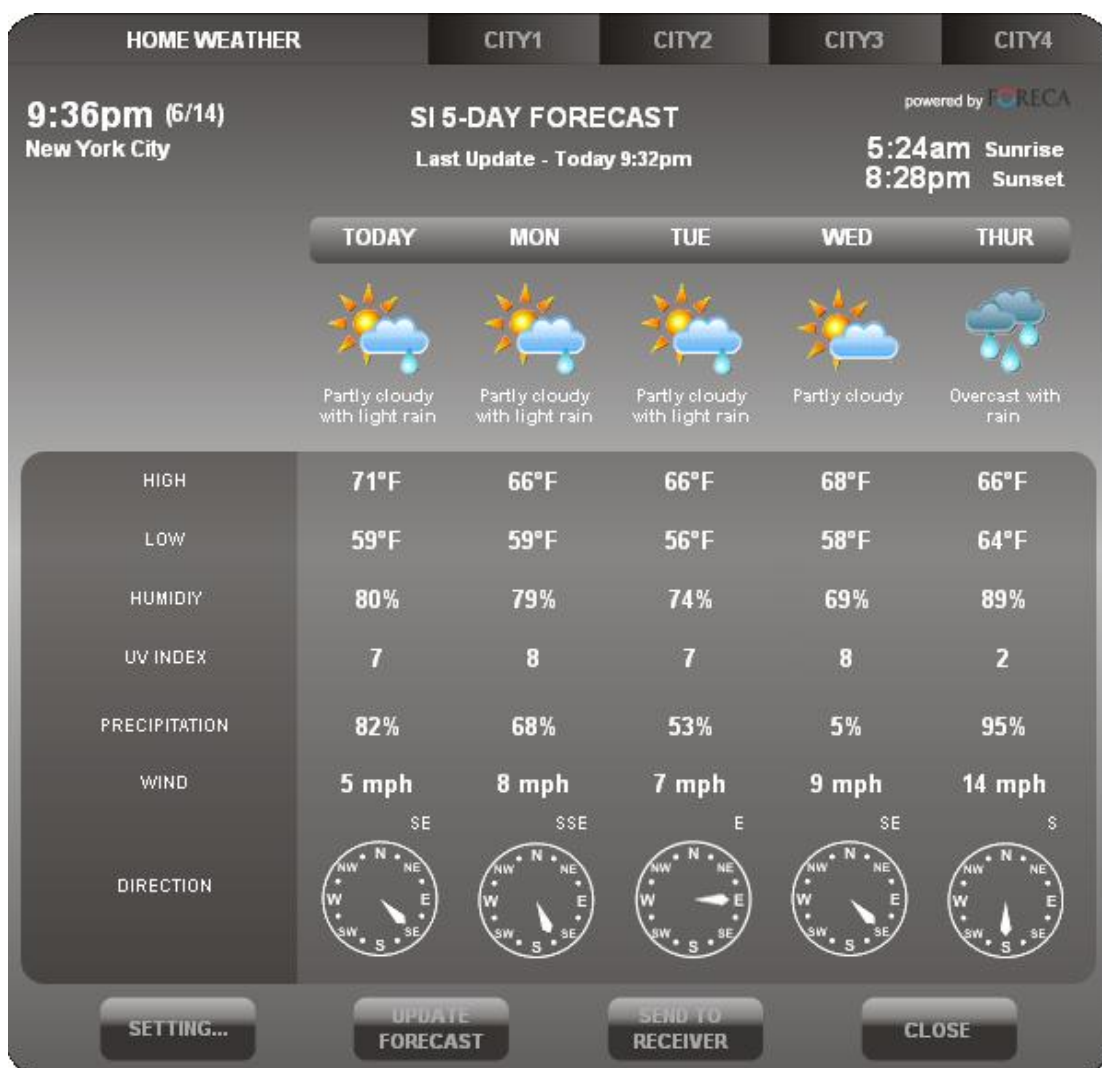 HOME WEATHER CITY1 CITY2 CITY3 CITY4
powered by FORECA
9:36pm (6/14)
New York City
SI 5-DAY FORECAST
Last Update - Today 9:32pm
5:24am Sunrise
8:28pm Sunset
TODAY MON TUE WED THUR
Partly cloudy Partly cloudy Partly cloudy Partly cloudy Overcast with
with light rain with light rain with light rain rain
HIGH 71°F 66°F 66°F 68°F 66°F
LOW 59°F 59°F 56°F 58°F 64°F
HUMIDIY 80% 79% 74% 69% 89%
UV INDEX 7 8 7 8 2
PRECIPITATION 82% 68% 53% 5% 95%
WIND 5 mph 8 mph 7 mph 9 mph 14 mph
SE SSE E SE S
DIRECTION
N NE E SE S SW W NW
N NE E SE S SW W NW
N NE E SE S SW W NW
N NE E SE S SW W NW
N NE E SE S SW W NW
SETTING... UPDATE FORECAST SEND TO RECEIVER CLOSE